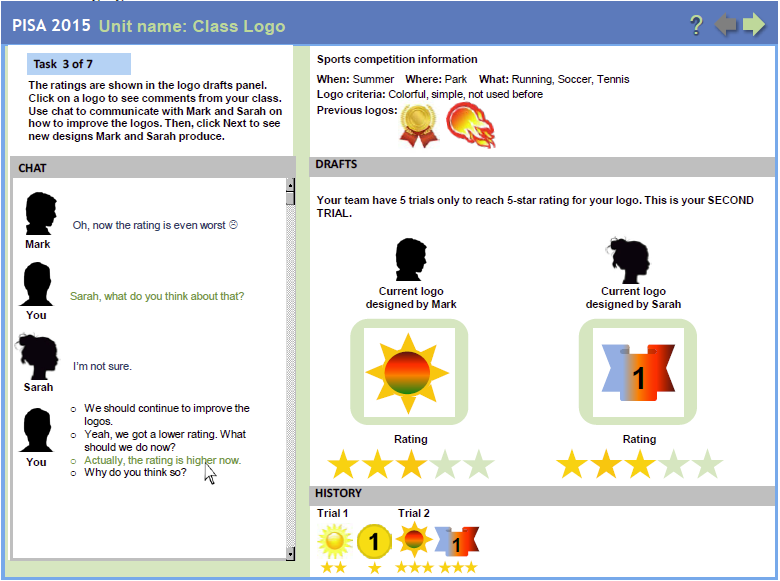 PISA 2015 Unit name: Class Logo
?
Task 3 of 7
The ratings are shown in the logo drafts panel.
Click on a logo to see comments from your class.
Use chat to communicate with Mark and Sarah on
how to improve the logos. Then, click Next to see
new designs Mark and Sarah produce.
CHAT
Oh, now the rating is even worst ☹
Mark
Sarah, what do you think about that?
You
I'm not sure.
Sarah
We should continue to improve the
logos.
Yeah, we got a lower rating. What
should we do now?
Actually, the rating is higher now.
Why do you think so?
You
Sports competition information
When: Summer Where: Park What: Running, Soccer, Tennis
Logo criteria: Colorful, simple, not used before
Previous logos:
DRAFTS
Your team have 5 trials only to reach 5-star rating for your logo. This is your SECOND
TRIAL.
Current logo
designed by Mark
Rating
Current logo
designed by Sarah
1
Rating
HISTORY
Trial 1 Trial 2
1 1